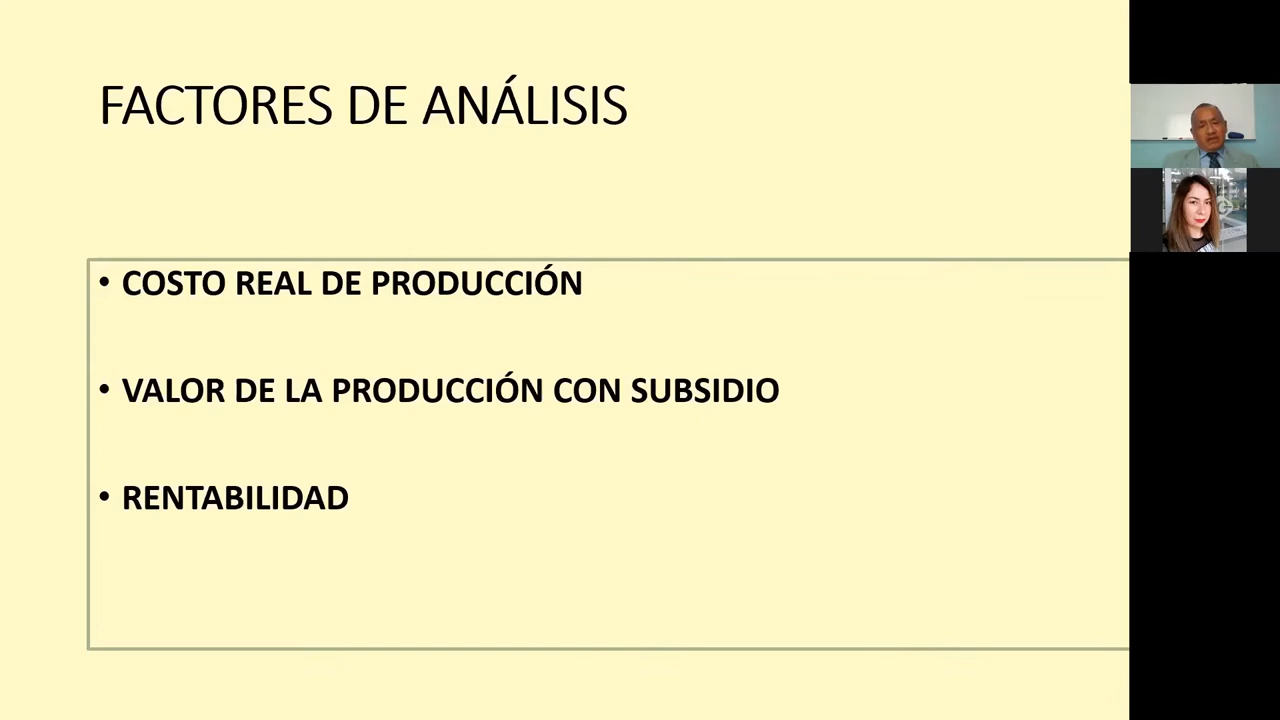 FACTORES DE ANÁLISIS
• COSTO REAL DE PRODUCCIÓN
• VALOR DE LA PRODUCCIÓN CON SUBSIDIO
• RENTABILIDAD